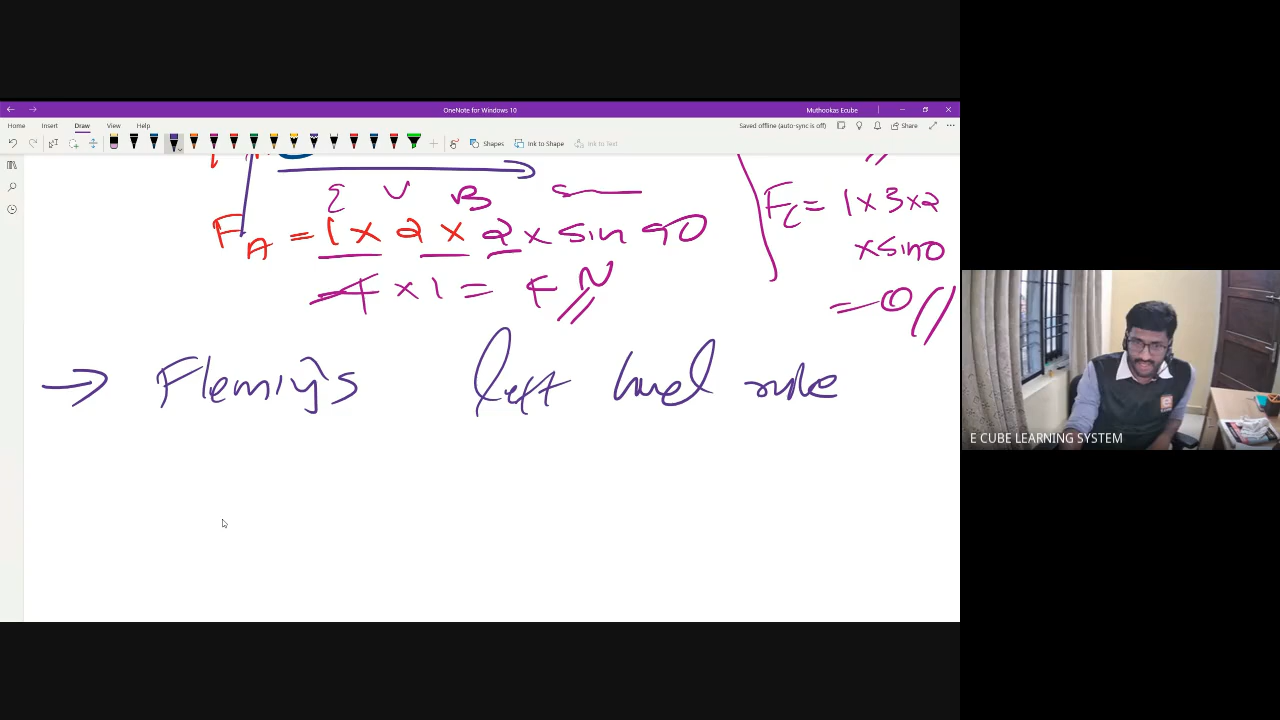 OneNote for Windows 10
Muthookas Ecube
Home Insert Draw View Help
Saved offline (auto-sync is off)
Share
Shapes
Ink to Shape
Ink to Text
Σ V B
F_A = 1 x 2 x 2 x sin 90
4 x 1 = 4 N
F_C = 1 x 3 x 2
x sin 0
= 0 //
→ Fleming's left hand rule
E CUBE LEARNING SYSTEM